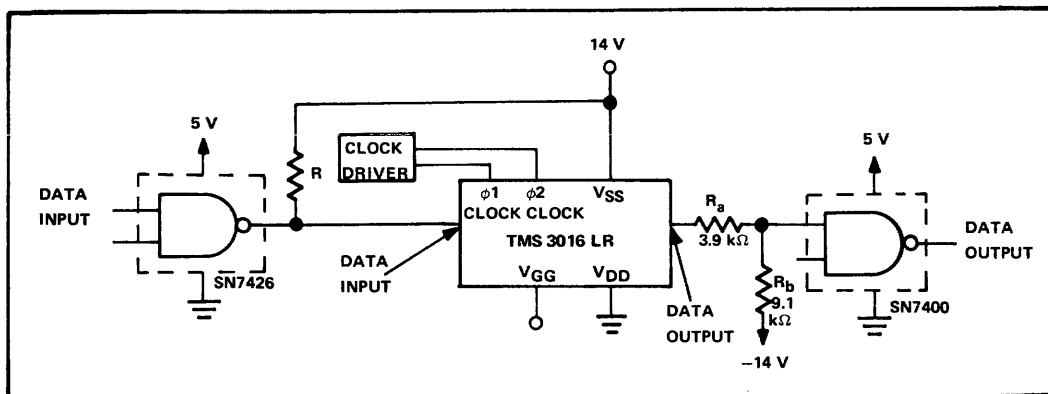 14 V
5 V
5 V
CLOCK
DRIVER
R
DATA
INPUT
φ1 φ2 VSS
CLOCK CLOCK
TMS 3016 LR
VGG VDD
Ra
3.9 kΩ
DATA
OUTPUT
SN7426
DATA
INPUT
Rb
9.1
kΩ
DATA
OUTPUT
SN7400
−14 V